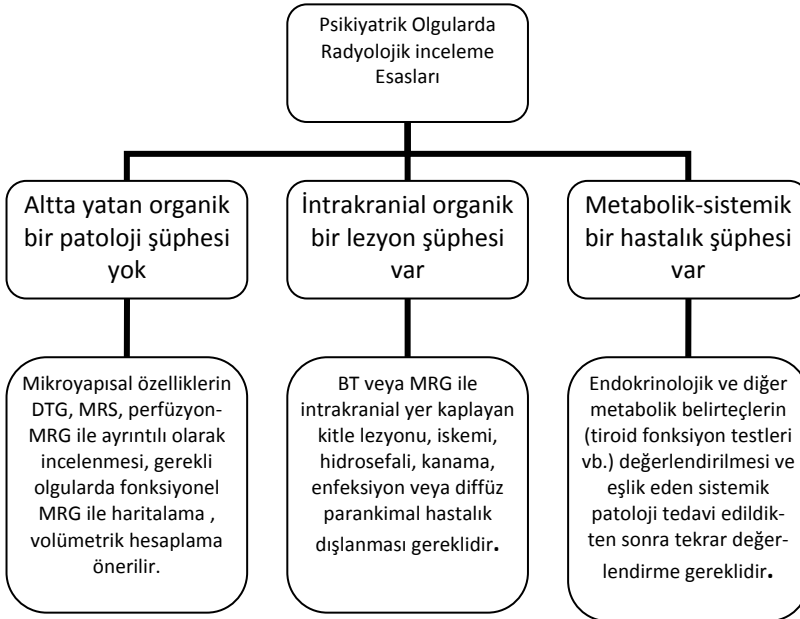 Psikiyatrik Olgularda
Radyolojik inceleme
Esasları
Altta yatan organik
bir patoloji şüphesi
yok
İntrakranial organik
bir lezyon şüphesi
var
Metabolik-sistemik
bir hastalık şüphesi
var
Mikroyapısal özelliklerin
DTG, MRS, perfüzyon-
MRG ile ayrıntılı olarak
incelenmesi, gerekli
olgularda fonksiyonel
MRG ile haritalama ,
volümetrik hesaplama
önerilir.
BT veya MRG ile
intrakranial yer kaplayan
kitle lezyonu, iskemi,
hidrosefali, kanama,
enfeksiyon veya diffüz
parankimal hastalık
dışlanması gereklidir.
Endokrinolojik ve diğer
metabolik belirteçlerin
(tiroid fonksiyon testleri
vb.) değerlendirilmesi ve
eşlik eden sistemik
patoloji tedavi edildik-
ten sonra tekrar değer-
lendirme gereklidir.